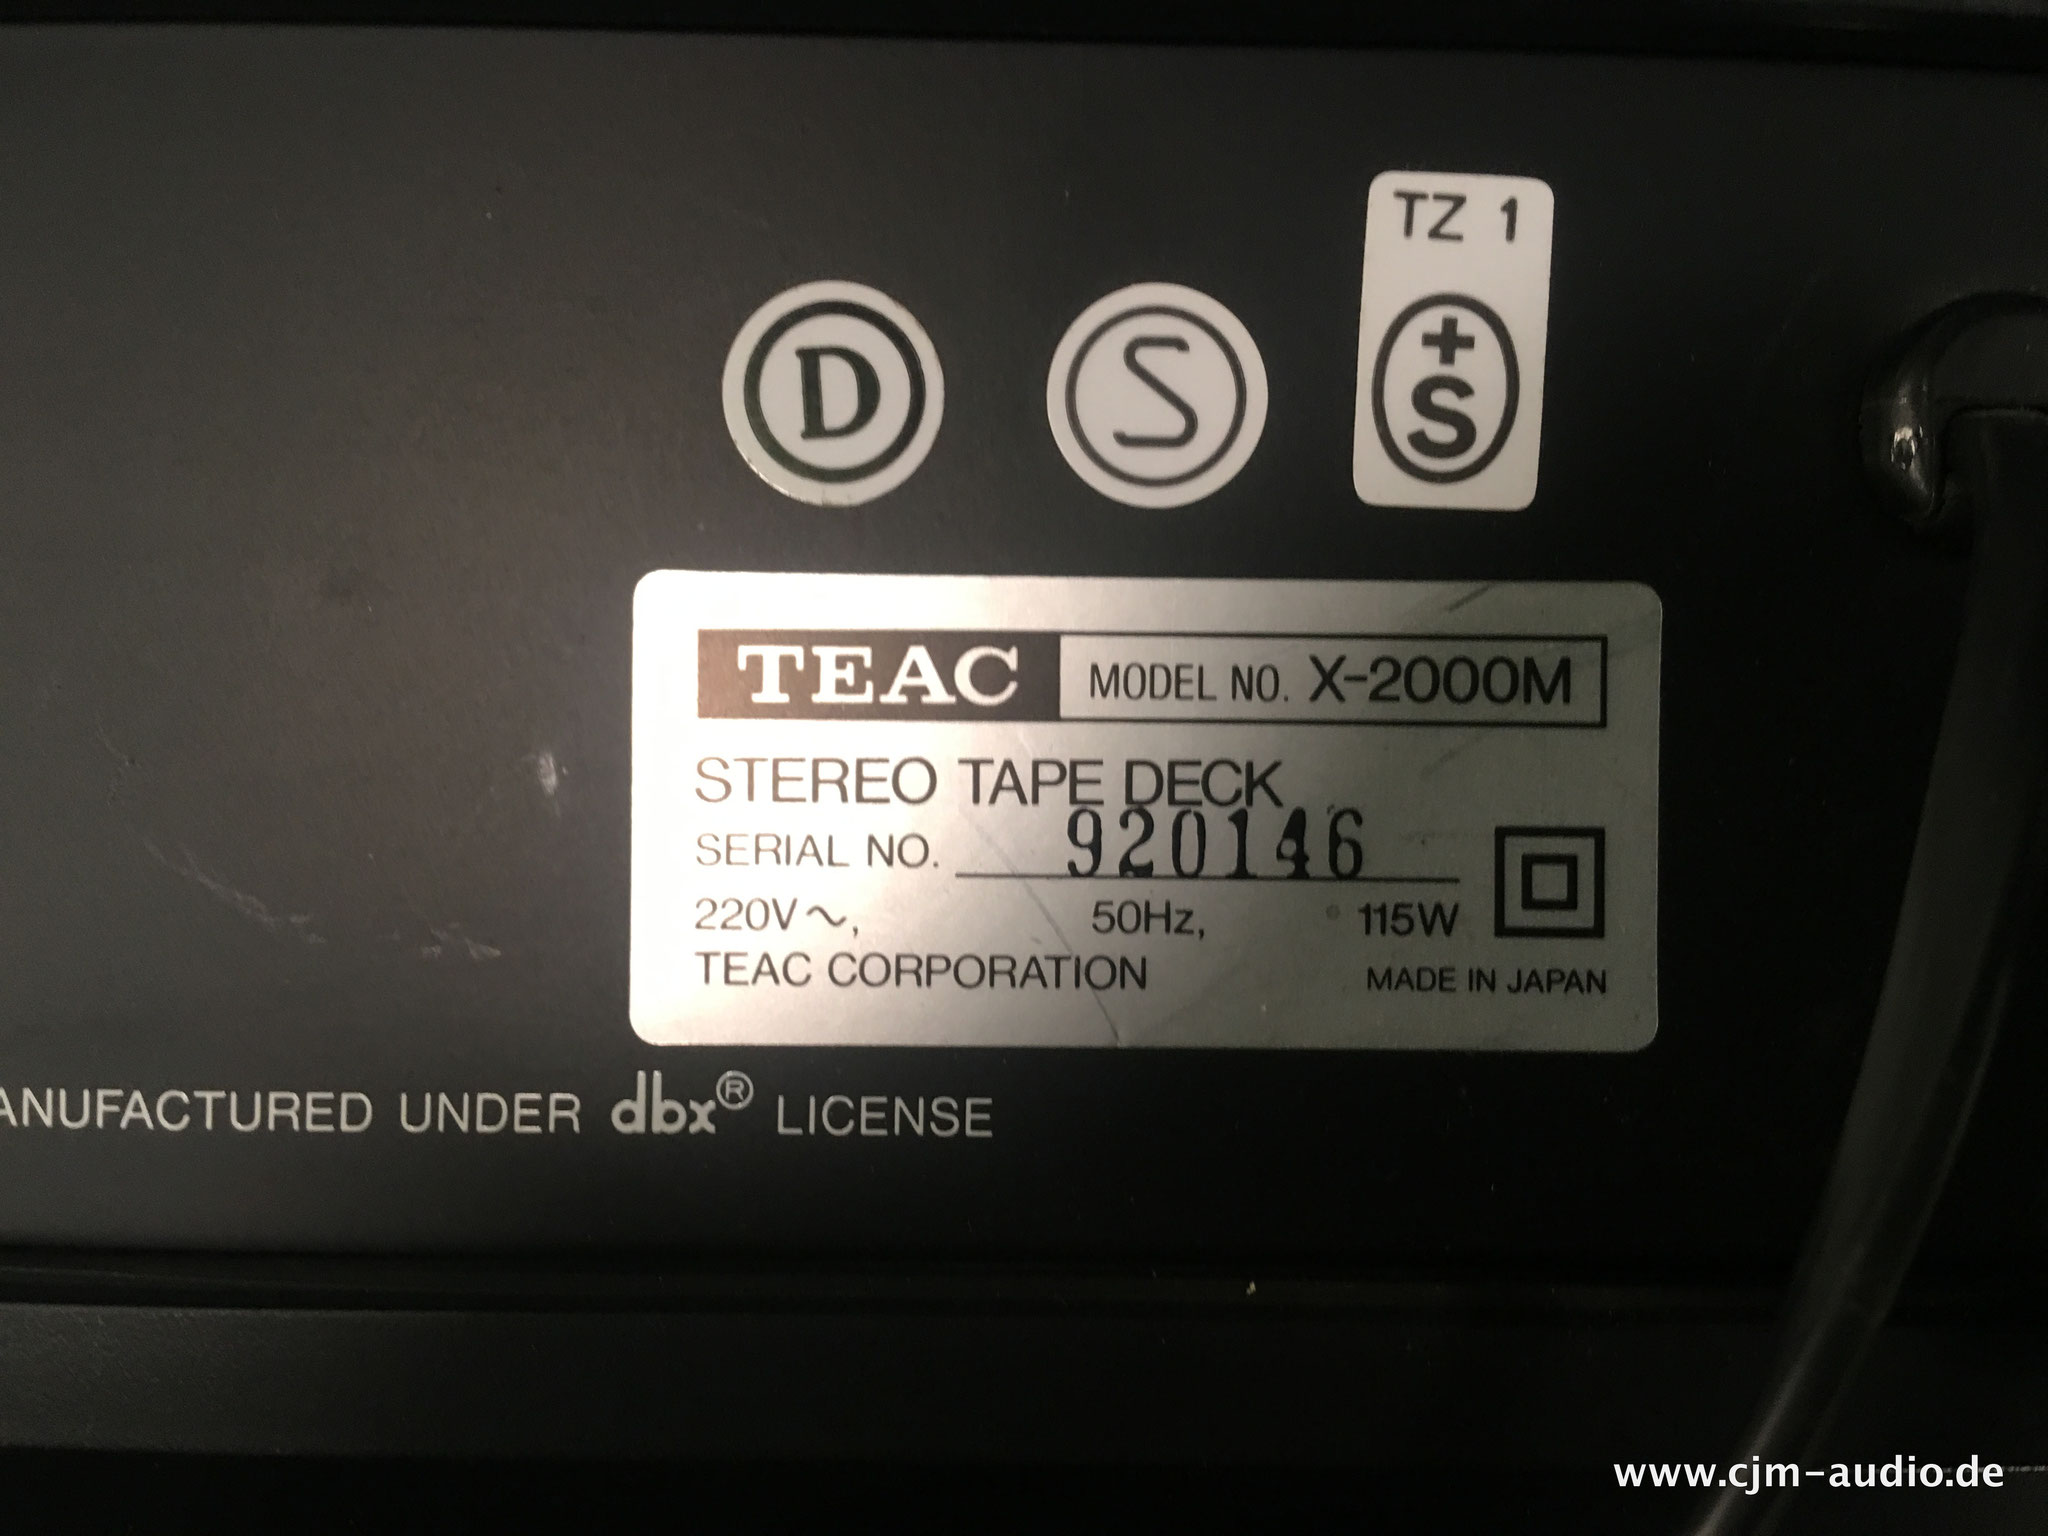 TZ 1
D
S
+S
TEAC MODEL NO. X-2000M
STEREO TAPE DECK
SERIAL NO. 920146
220V~, 50Hz, 115W
TEAC CORPORATION MADE IN JAPAN
ANUFACTURED UNDER dbx® LICENSE
www.cjm-audio.de